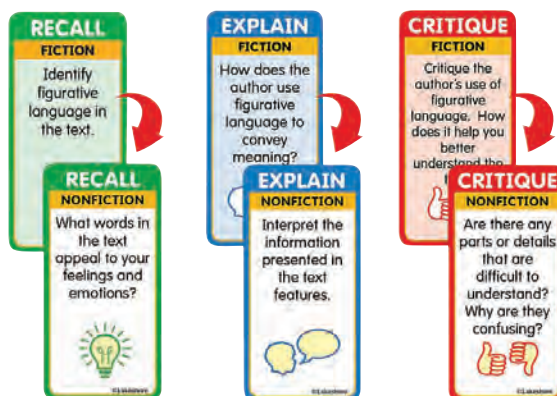 RECALL
FICTION
Identify
figurative
language in
the text.
RECALL
NONFICTION
What words in
the text
appeal to your
feelings and
emotions?
©Lakeshore
EXPLAIN
FICTION
How does the
author use
figurative
language to
convey
meaning?
EXPLAIN
NONFICTION
Interpret the
information
presented in
the text
features.
©Lakeshore
CRITIQUE
FICTION
Critique the
author's use of
figurative
language. How
does it help you
better
understand the
CRITIQUE
NONFICTION
Are there any
parts or details
that are
difficult to
understand?
Why are they
confusing?
©Lakeshore